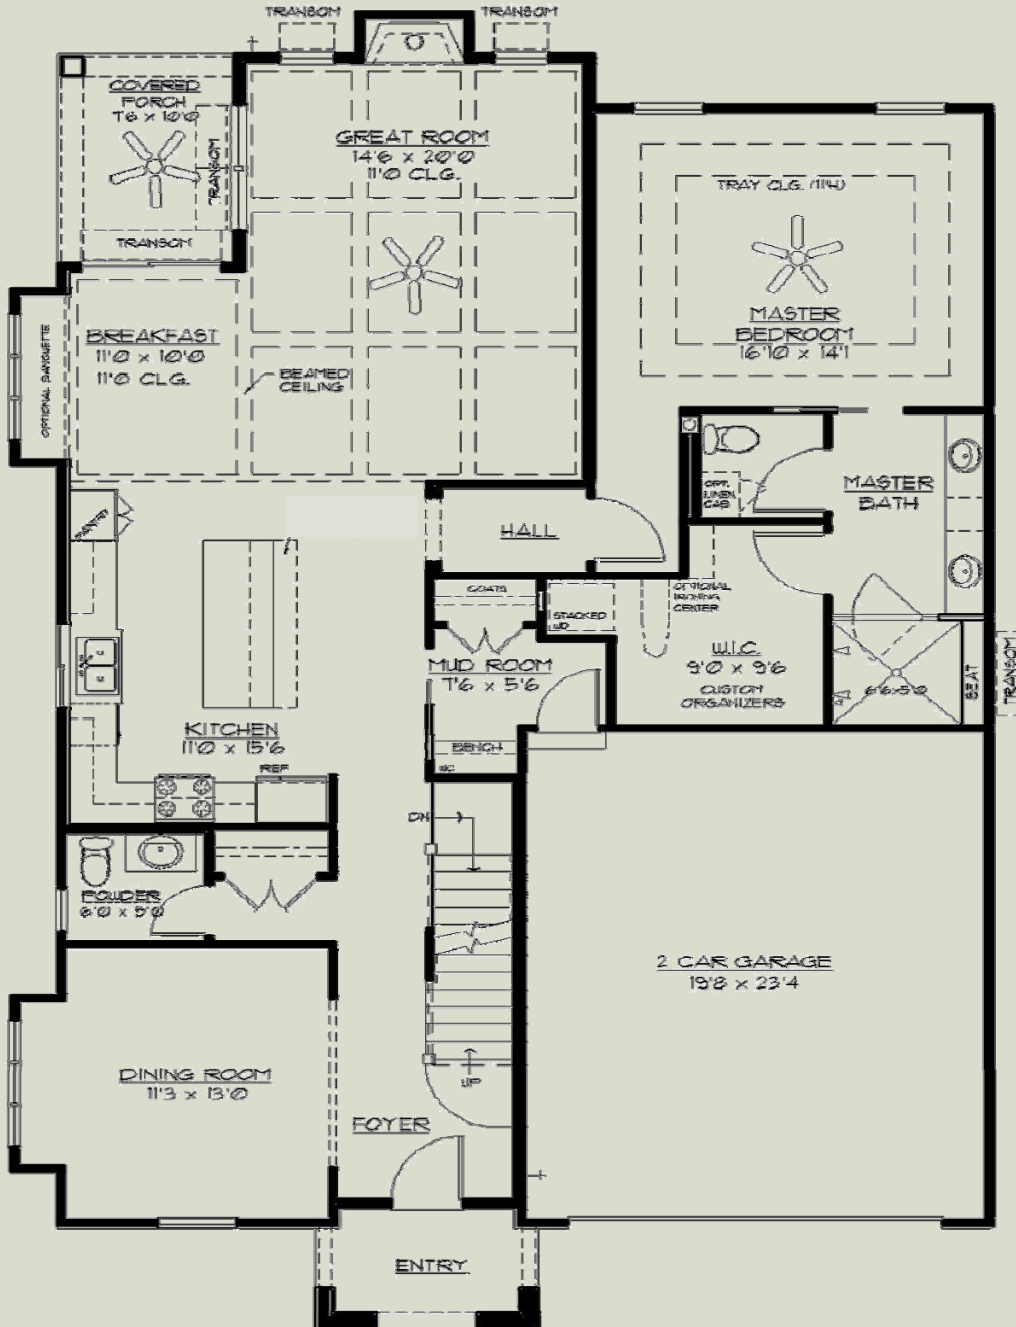 TRANSOM
TRANSOM
COVERED
PORCH
7'6 x 10'0
TRANSOM
TRANSOM
GREAT ROOM
14'6 x 20'0
11'0 CLG.
TRAY CLG. (11'4)
MASTER
BEDROOM
16'10 x 14'1
BREAKFAST
11'0 x 10'0
11'0 CLG.
OPTIONAL BANQUETTE
BEAMED
CEILING
OPT.
LINEN
CAB
MASTER
BATH
PANTRY
HALL
COATS
STACKED
W/D
OPTIONAL
IRONING
CENTER
MUD ROOM
7'6 x 5'6
W.I.C.
9'0 x 9'6
CUSTOM
ORGANIZERS
6'6 x 5'0
SEAT
TRANSOM
KITCHEN
11'0 x 15'6
BENCH
REF
DN
POWDER
6'0 x 5'0
2 CAR GARAGE
19'8 x 23'4
DINING ROOM
11'3 x 13'0
UP
FOYER
ENTRY